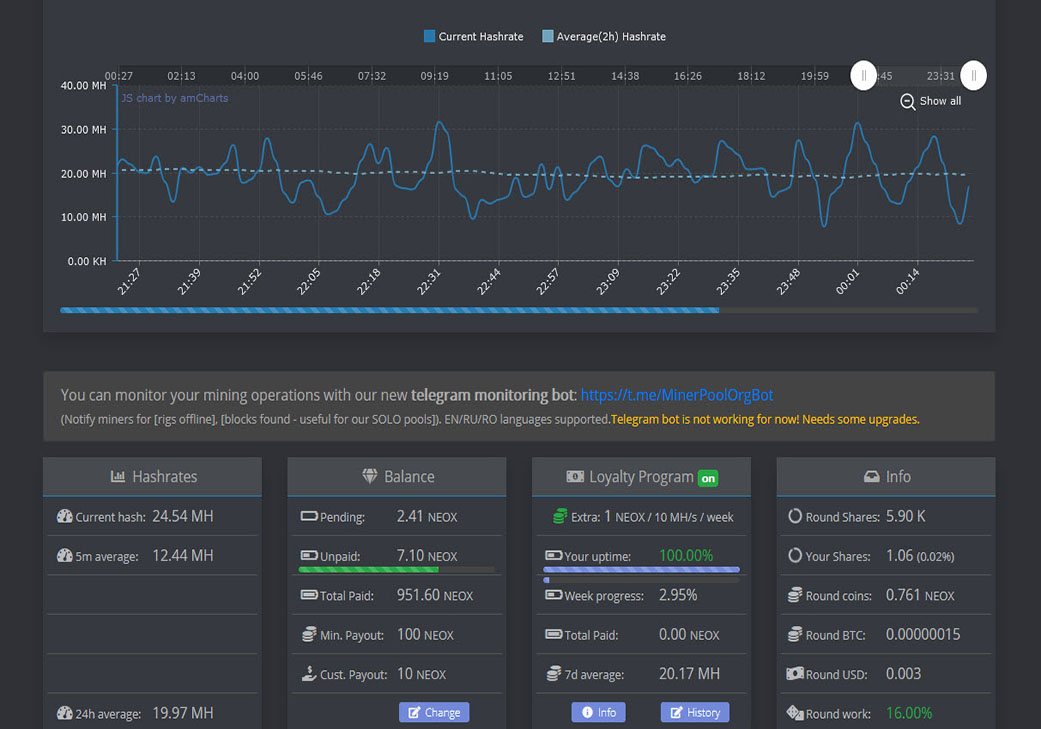 Current Hashrate Average(2h) Hashrate
00:27 02:13 04:00 05:46 07:32 09:19 11:05 12:51 14:38 16:26 18:12 19:59 :45 23:31
40.00 MH
JS chart by amCharts
Show all
30.00 MH
20.00 MH
10.00 MH
0.00 KH
21:27 21:39 21:52 22:05 22:18 22:31 22:44 22:57 23:09 23:22 23:35 23:48 00:01 00:14
You can monitor your mining operations with our new telegram monitoring bot: https://t.me/MinerPoolOrgBot
(Notify miners for [rigs offline], [blocks found - useful for our SOLO pools]). EN/RU/RO languages supported.Telegram bot is not working for now! Needs some upgrades.
Hashrates
Current hash: 24.54 MH
5m average: 12.44 MH
24h average: 19.97 MH
Balance
Pending: 2.41 NEOX
Unpaid: 7.10 NEOX
Total Paid: 951.60 NEOX
Min. Payout: 100 NEOX
Cust. Payout: 10 NEOX
Change
Loyalty Program on
Extra: 1 NEOX / 10 MH/s / week
Your uptime: 100.00%
Week progress: 2.95%
Total Paid: 0.00 NEOX
7d average: 20.17 MH
Info History
Info
Round Shares: 5.90 K
Your Shares: 1.06 (0.02%)
Round coins: 0.761 NEOX
Round BTC: 0.00000015
Round USD: 0.003
Round work: 16.00%